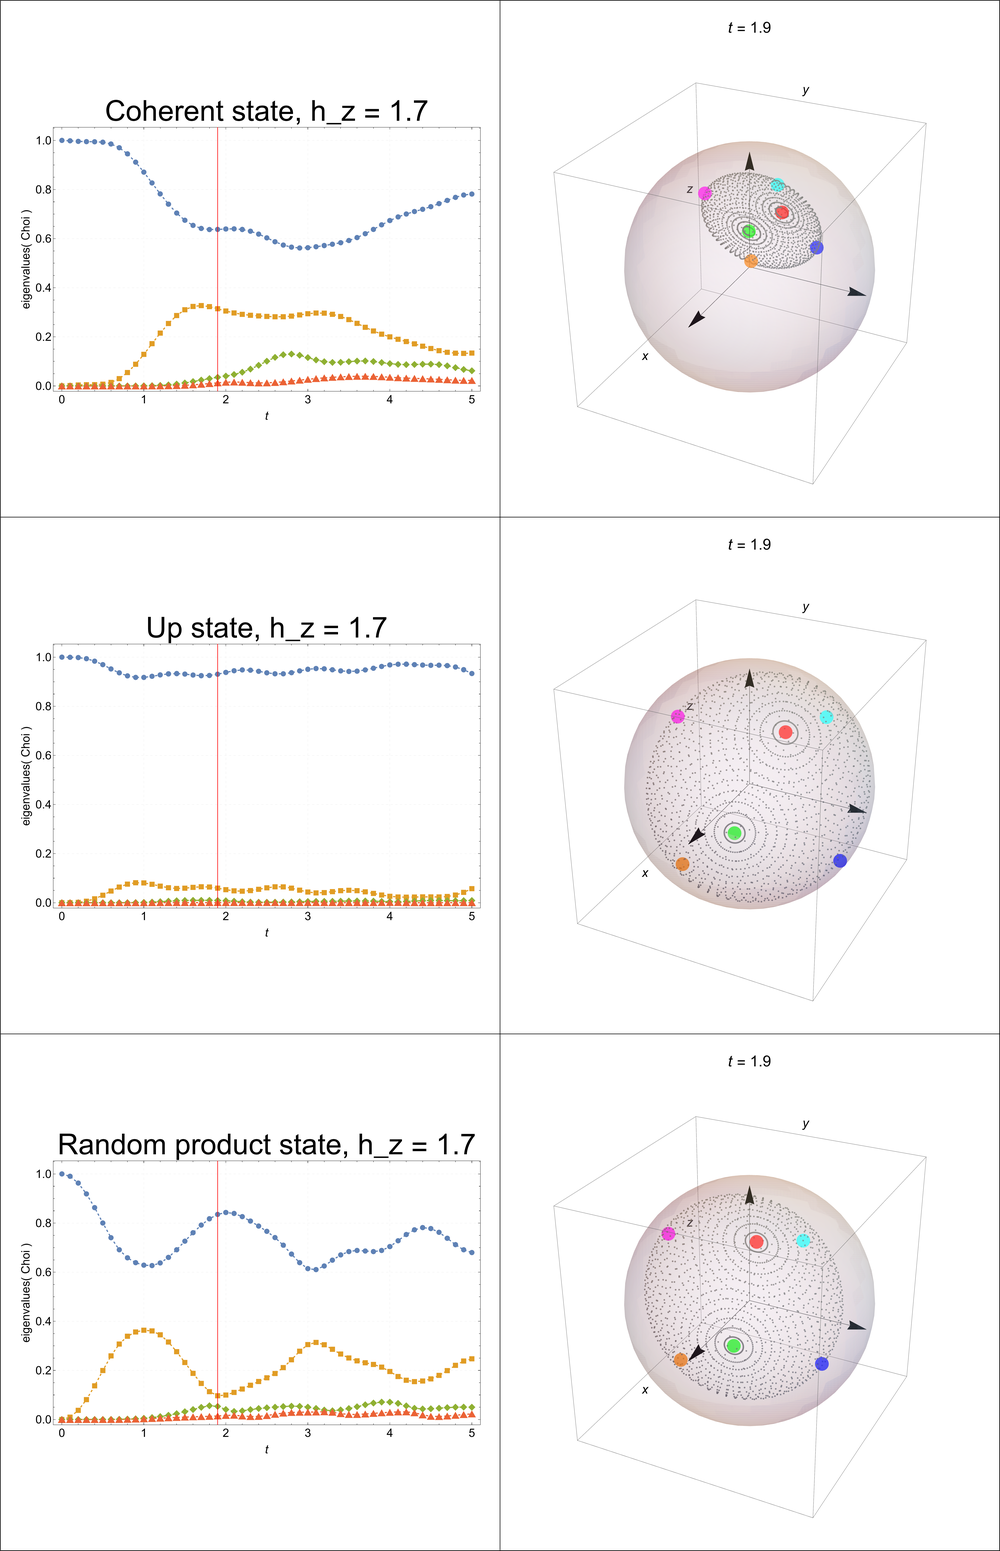 t = 1.9
Coherent state, h_z = 1.7
eigenvalues( Choi )
1.0
0.8
0.6
0.4
0.2
0.0
0 1 2 3 4 5
t
y
z
x
t = 1.9
Up state, h_z = 1.7
eigenvalues( Choi )
1.0
0.8
0.6
0.4
0.2
0.0
0 1 2 3 4 5
t
y
z
x
t = 1.9
Random product state, h_z = 1.7
eigenvalues( Choi )
1.0
0.8
0.6
0.4
0.2
0.0
0 1 2 3 4 5
t
y
z
x